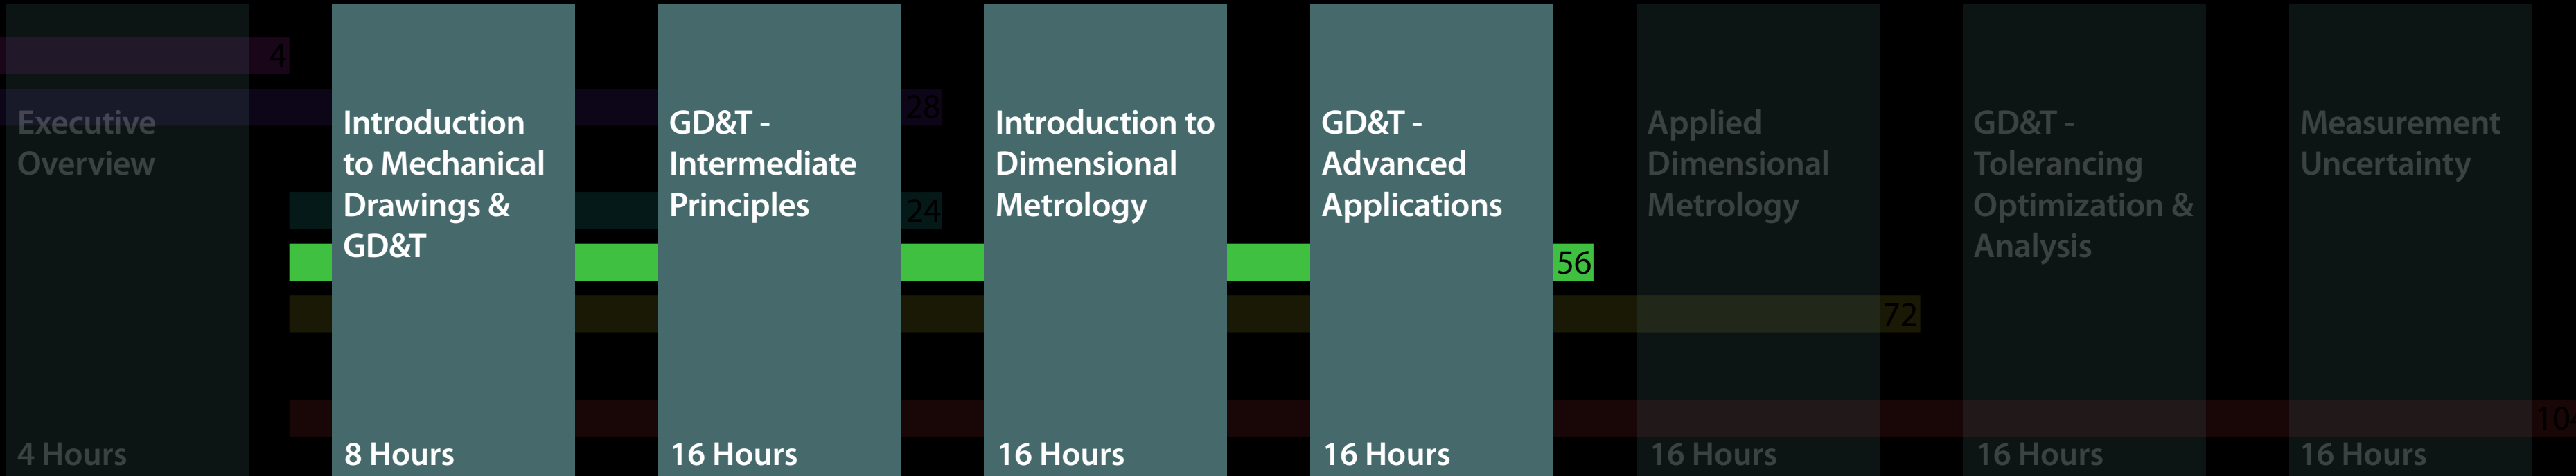 4
28
24
56
72
104
Executive
Overview
4 Hours
Introduction
to Mechanical
Drawings &
GD&T
8 Hours
GD&T -
Intermediate
Principles
16 Hours
Introduction to
Dimensional
Metrology
16 Hours
GD&T -
Advanced
Applications
16 Hours
Applied
Dimensional
Metrology
16 Hours
GD&T -
Tolerancing
Optimization &
Analysis
16 Hours
Measurement
Uncertainty
16 Hours